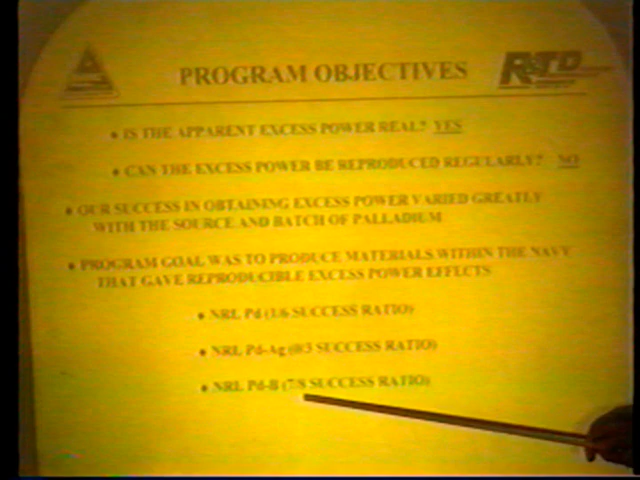 PROGRAM OBJECTIVES
R&TD
• IS THE APPARENT EXCESS POWER REAL? YES
• CAN THE EXCESS POWER BE REPRODUCED REGULARLY? NO
• OUR SUCCESS IN OBTAINING EXCESS POWER VARIED GREATLY
WITH THE SOURCE AND BATCH OF PALLADIUM
• PROGRAM GOAL WAS TO PRODUCE MATERIALS WITHIN THE NAVY
THAT GAVE REPRODUCIBLE EXCESS POWER EFFECTS
• NRL Pd (1/6 SUCCESS RATIO)
• NRL Pd-Ag (0/3 SUCCESS RATIO)
• NRL Pd-B (7/8 SUCCESS RATIO)